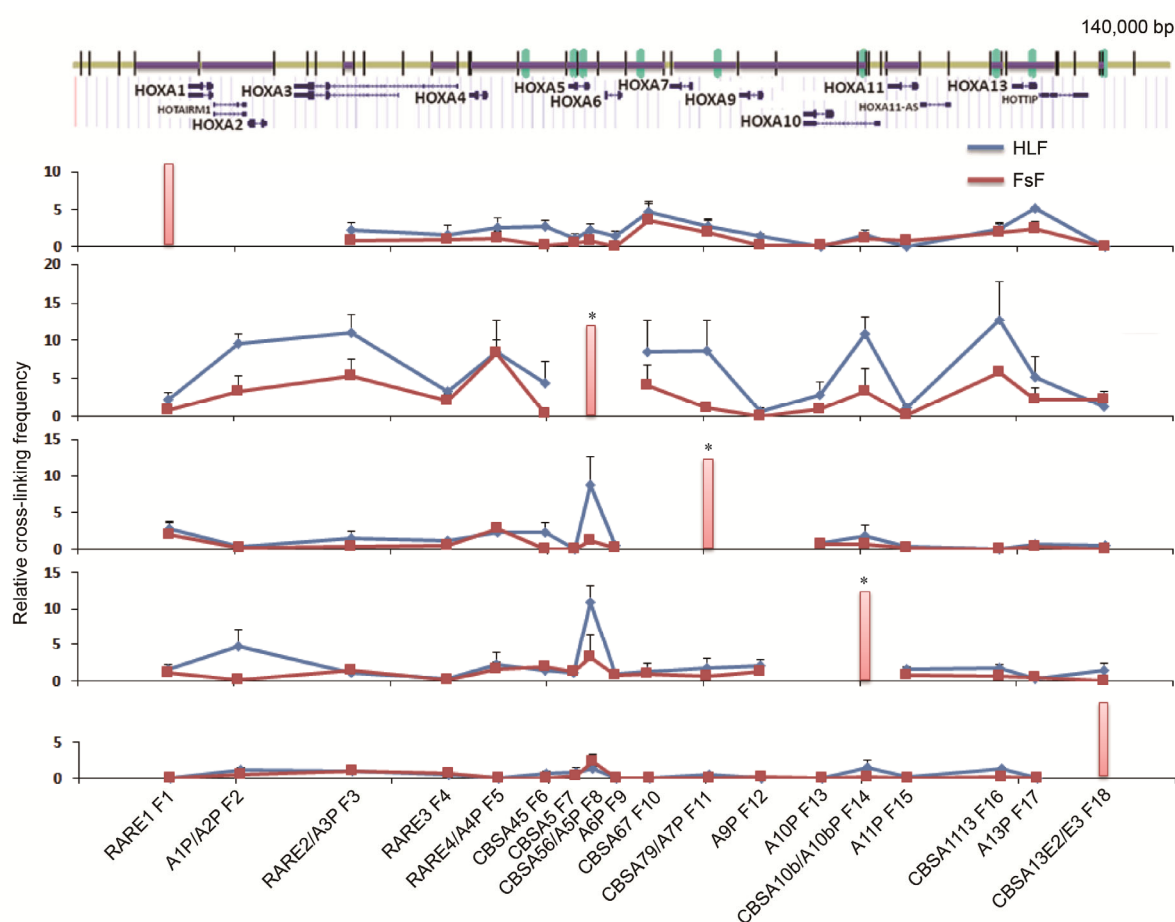 140,000 bp
HOXA1 HOXA3 HOXA4 HOXA5 HOXA6 HOXA7 HOXA9 HOXA11 HOXA13
HOTAIRM1 HOXA2 HOXA10 HOXA11-AS HOTTIP
HLF
FsF
10
5
0
20
15
10
5
0
*
15
10
5
0
*
15
10
5
0
*
5
0
Relative cross-linking frequency
RARE1 F1
A1P/A2P F2
RARE2/A3P F3
RARE3 F4
RARE4/A4P F5
CBSA45 F6
CBSA5 F7
CBSA56/A5P F8
A6P F9
CBSA67 F10
CBSA79/A7P F11
A9P F12
A10P F13
CBSA10b/A10bP F14
A11P F15
CBSA1113 F16
A13P F17
CBSA13E2/E3 F18